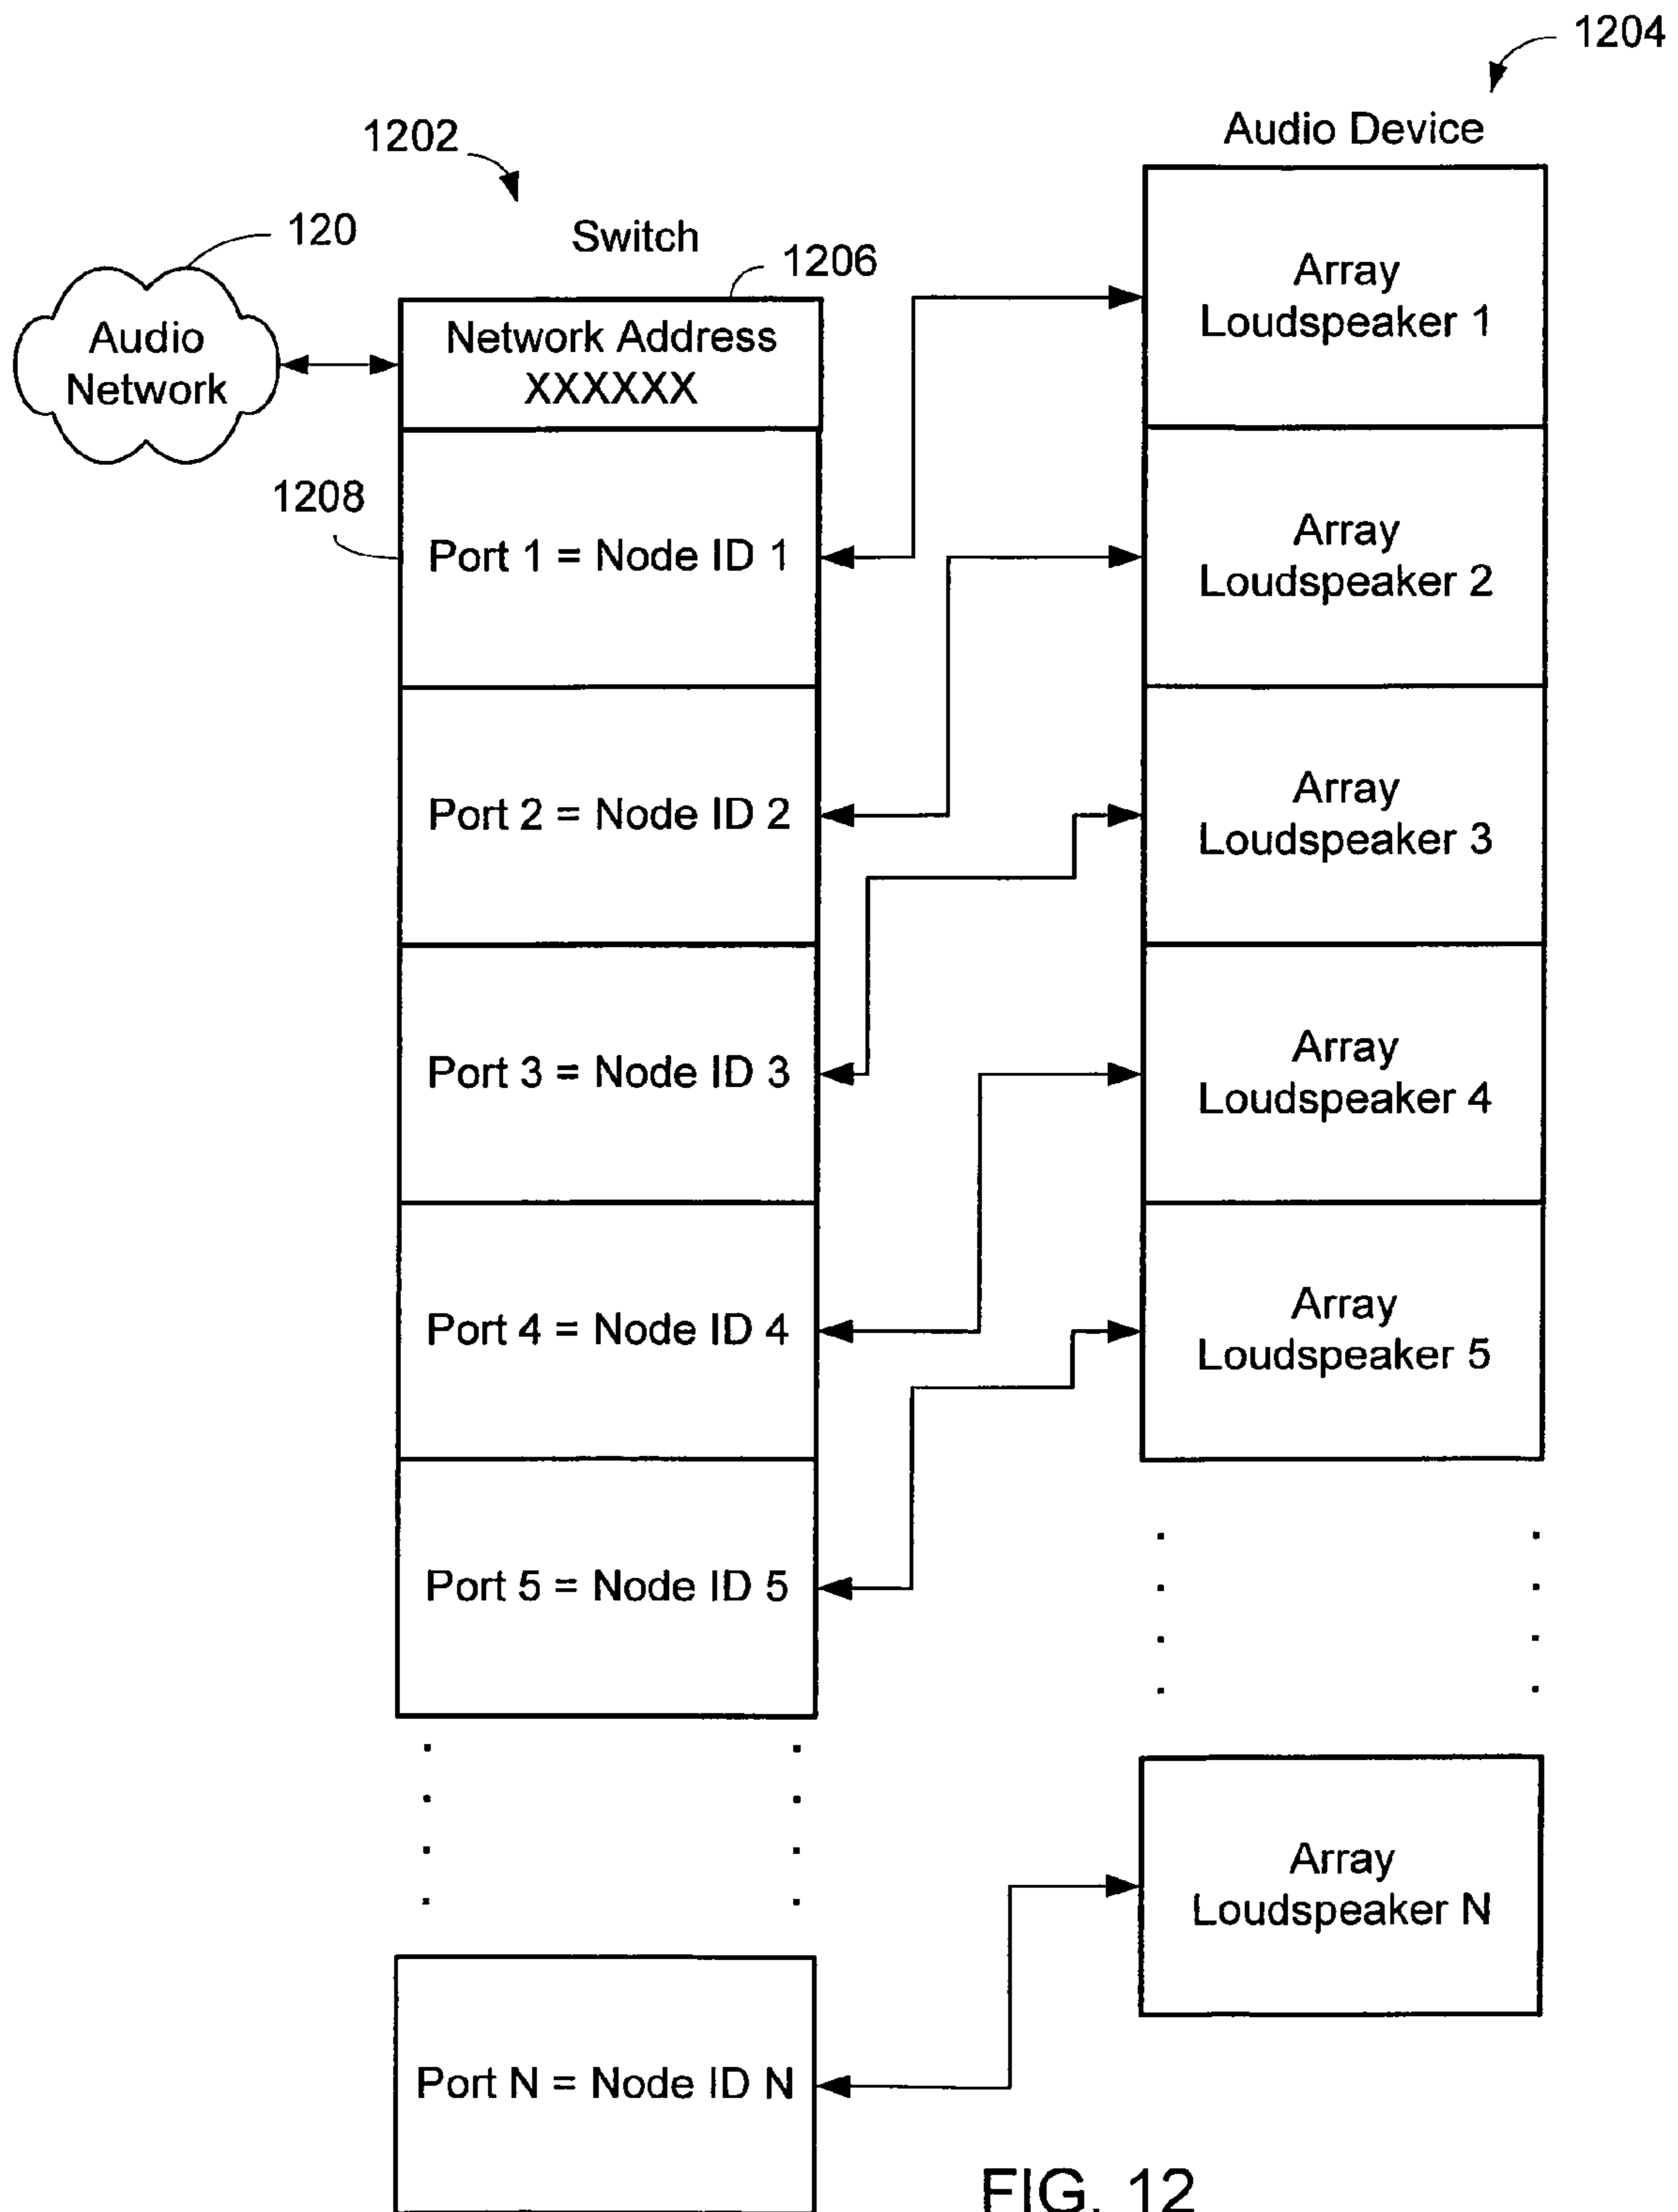 1204
Audio Device
1202
120
Switch
1206
Audio
Network
Network Address
XXXXXX
1208
Port 1 = Node ID 1
Port 2 = Node ID 2
Port 3 = Node ID 3
Port 4 = Node ID 4
Port 5 = Node ID 5
Port N = Node ID N
Array
Loudspeaker 1
Array
Loudspeaker 2
Array
Loudspeaker 3
Array
Loudspeaker 4
Array
Loudspeaker 5
Array
Loudspeaker N
FIG. 12